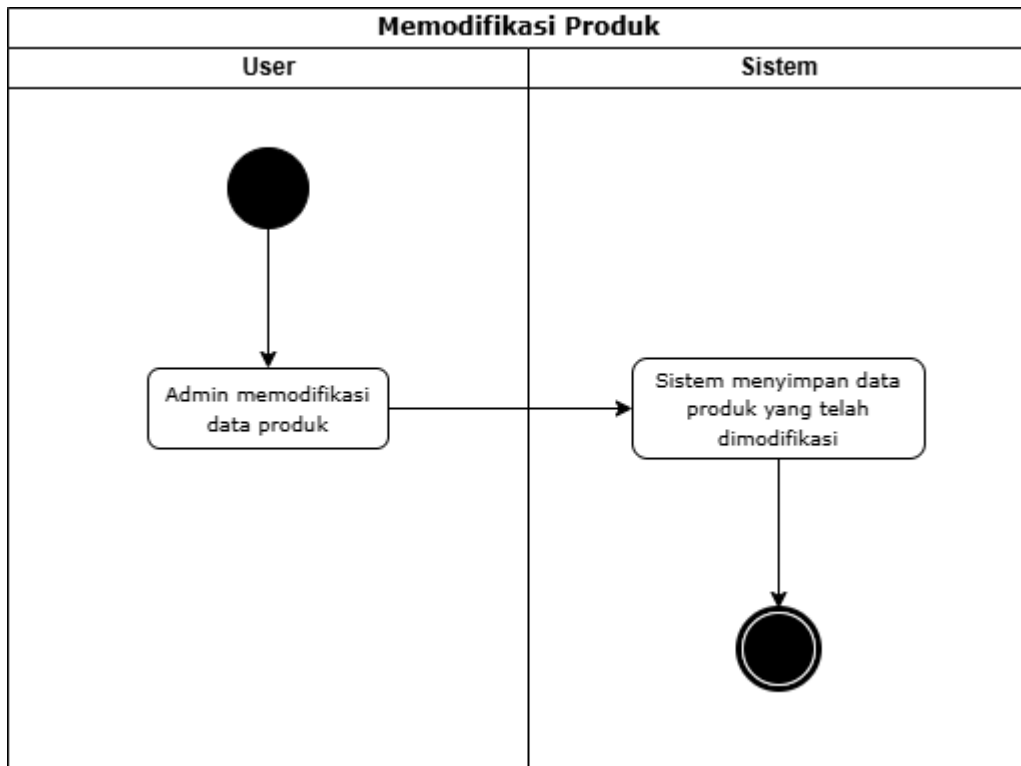 Memodifikasi Produk
User
Sistem
Admin memodifikasi
data produk
Sistem menyimpan data
produk yang telah
dimodifikasi